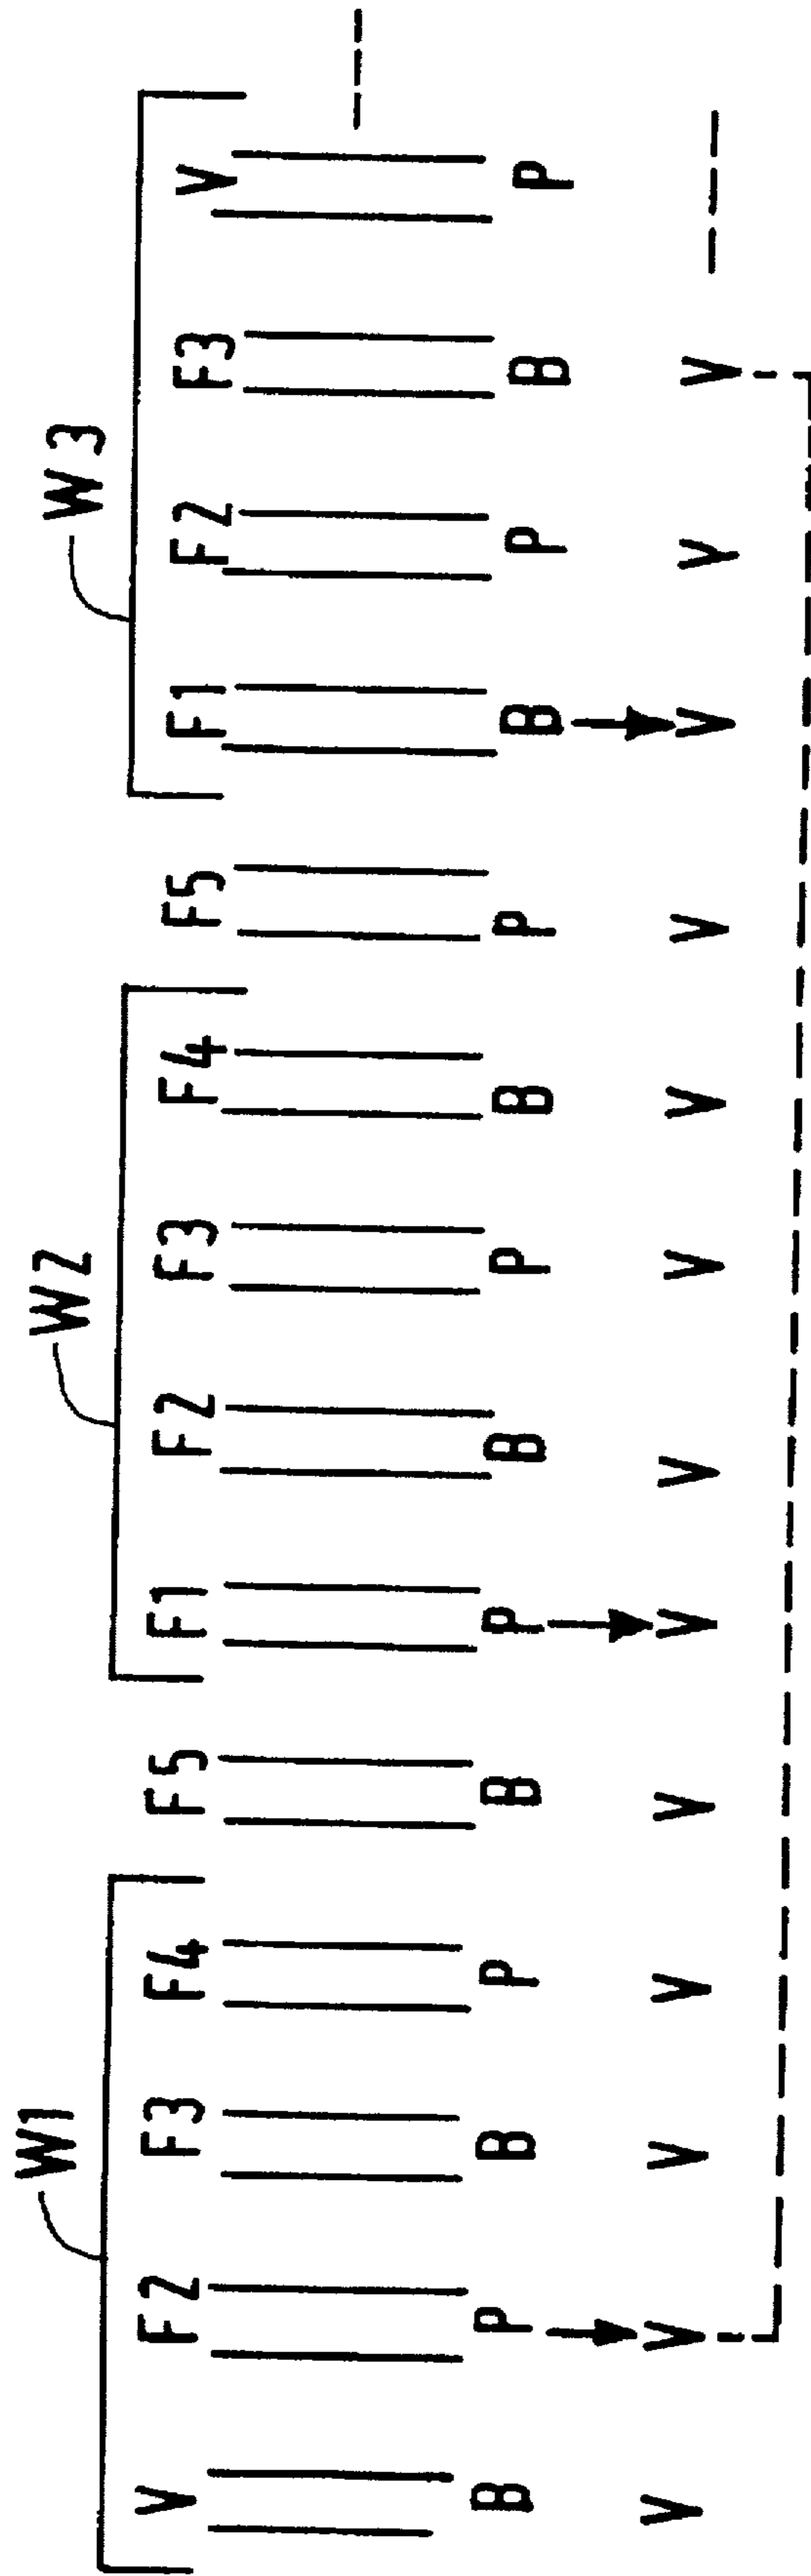 W1 W2 W3
V F2 F3 F4 F5 F1 F2 F3 F4 F5 F1 F2 F3 V
B P B P B P B P B P B P B P
V V V V V V V V V V V V V